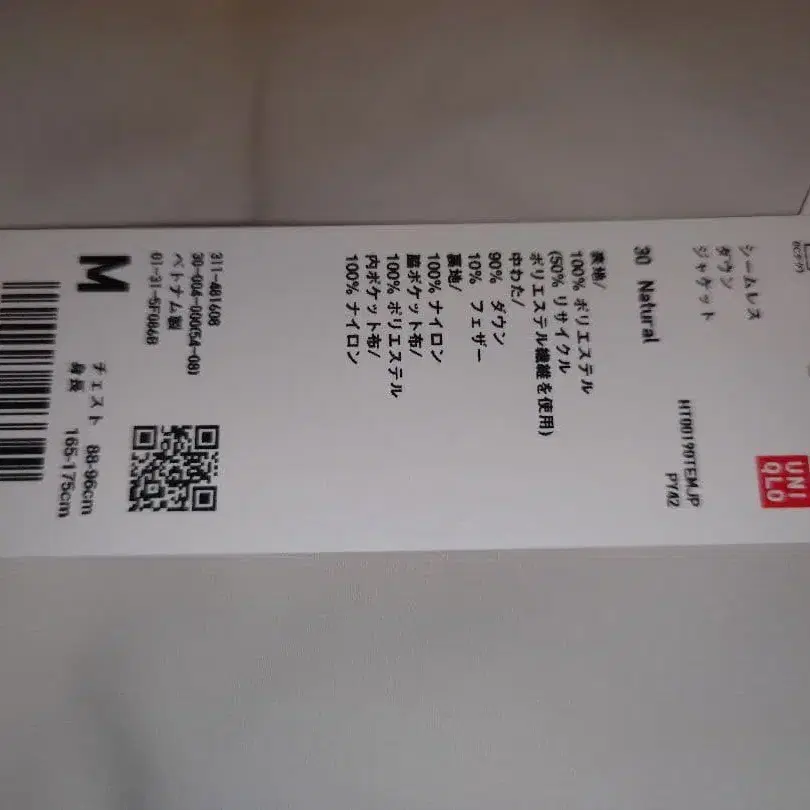 UNI
QLO
シームレス
ダウン
ジャケット
HT00190TEMJP
PYA2
30 Natural
表地/
100% ポリエステル
(50% リサイクル
ポリエステル繊維を使用)
中わた/
90% ダウン
10% フェザー
裏地/
100% ナイロン
脇ポケット布/
100% ポリエステル
内ポケット布/
100% ナイロン
311-481698
ベトナム製
M
チェスト 88-96cm
身長 165-175cm